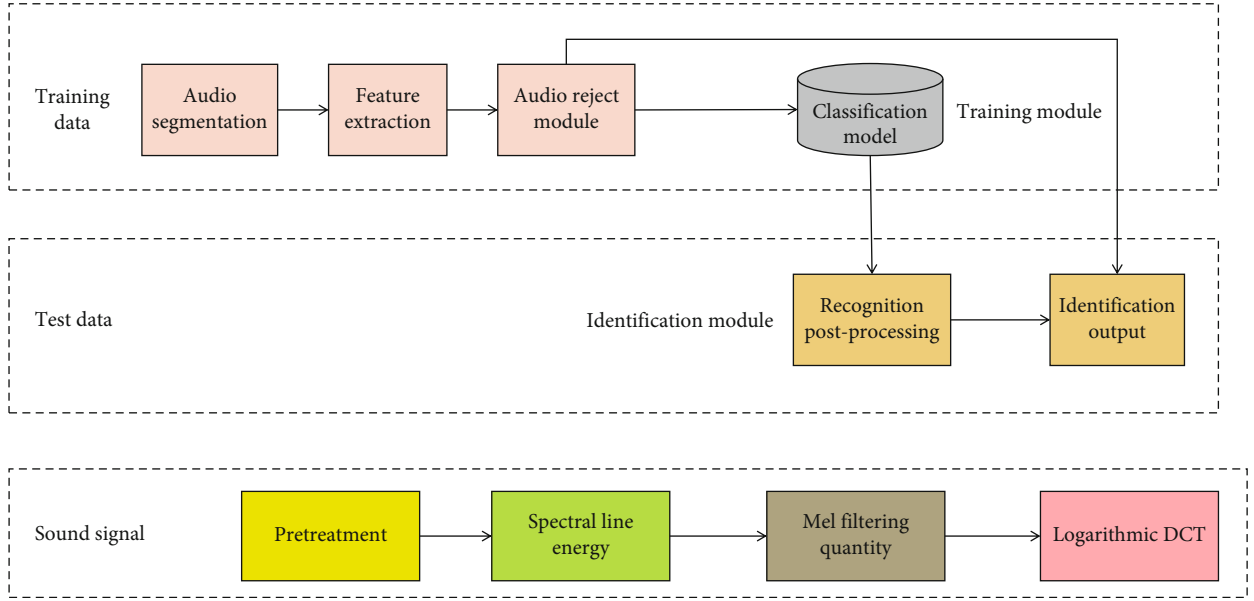 Training
data
Audio
segmentation
Feature
extraction
Audio reject
module
Classification
model
Training module
Test data
Identification module
Recognition
post-processing
Identification
output
Sound signal
Pretreatment
Spectral line
energy
Mel filtering
quantity
Logarithmic DCT